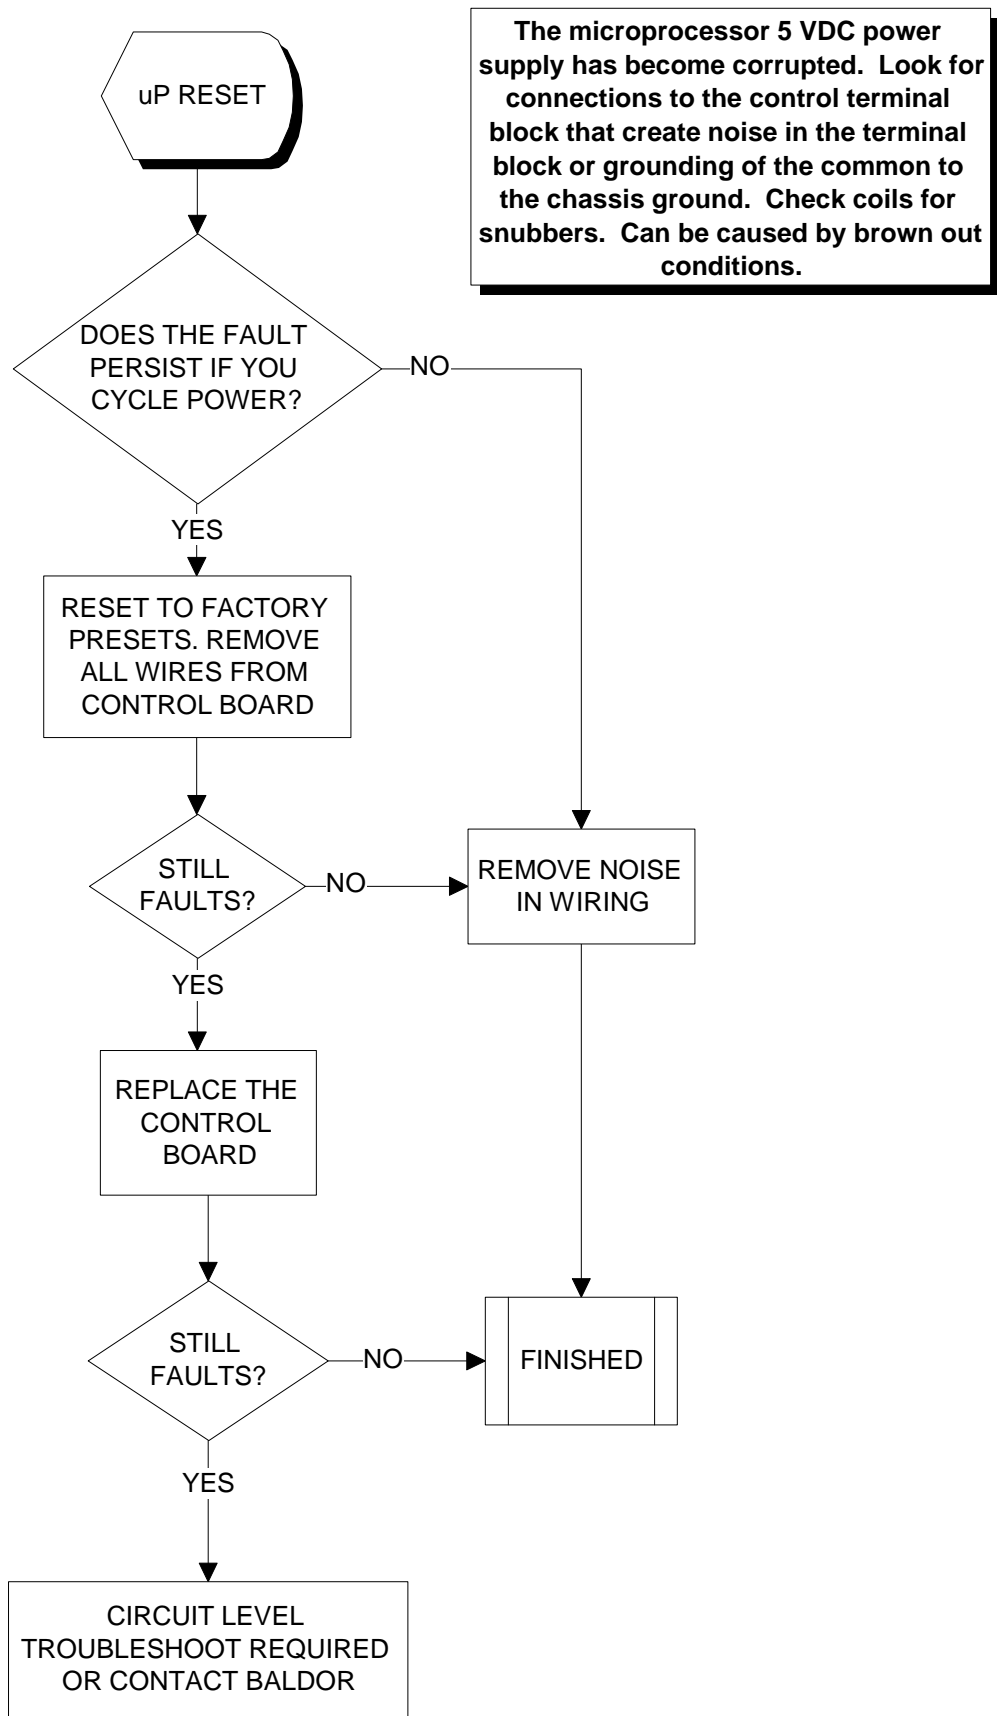 uP RESET
The microprocessor 5 VDC power
supply has become corrupted.  Look for
connections to the control terminal
block that create noise in the terminal
block or grounding of the common to
the chassis ground.  Check coils for
snubbers.  Can be caused by brown out
conditions.
DOES THE FAULT
PERSIST IF YOU
CYCLE POWER?
NO
YES
RESET TO FACTORY
PRESETS. REMOVE
ALL WIRES FROM
CONTROL BOARD
STILL
FAULTS?
NO
REMOVE NOISE
IN WIRING
YES
REPLACE THE
CONTROL
BOARD
STILL
FAULTS?
NO
FINISHED
YES
CIRCUIT LEVEL
TROUBLESHOOT REQUIRED
OR CONTACT BALDOR